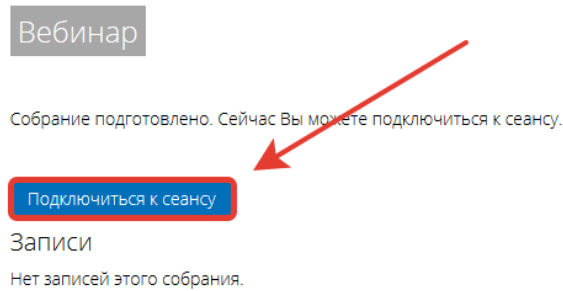 Вебинар
Собрание подготовлено. Сейчас Вы можете подключиться к сеансу.
Подключиться к сеансу
Записи
Нет записей этого собрания.